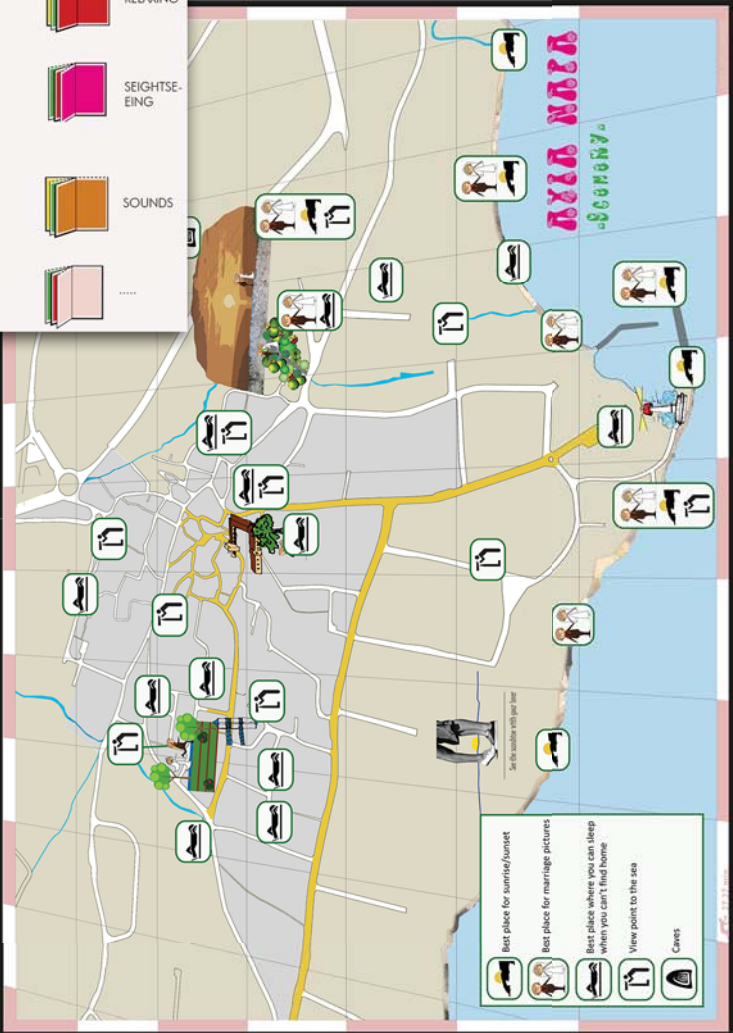 RELAXING
SEIGHTSE-
EING
SOUNDS
.....
AYIA NAPA
.Economy.
See the sunshine with your lover
Best place for sunrise/sunset
Best place for marriage pictures
Best place where you can sleep
when you can't find home
View point to the sea
Caves